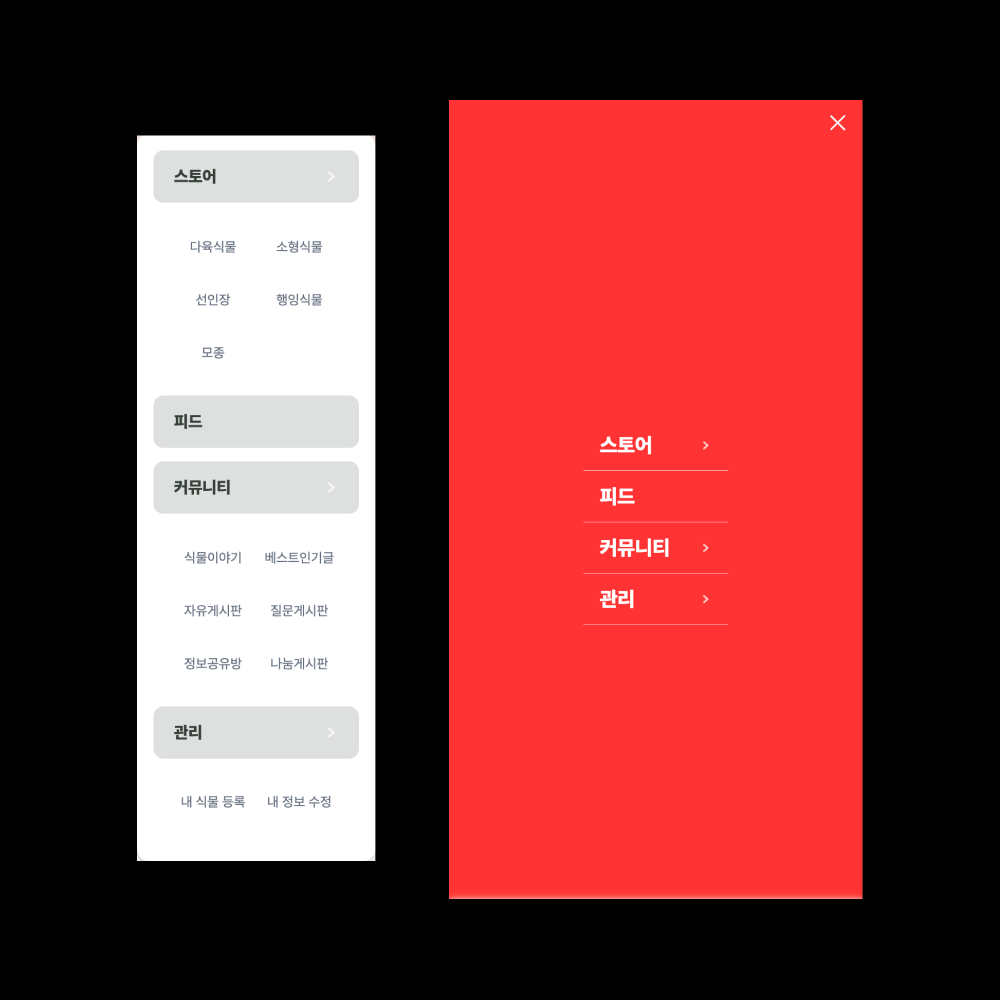 스토어
다육식물 소형식물
선인장 행잉식물
모종
피드
커뮤니티
식물이야기 베스트인기글
자유게시판 질문게시판
정보공유방 나눔게시판
관리
내 식물 등록 내 정보 수정
스토어
피드
커뮤니티
관리